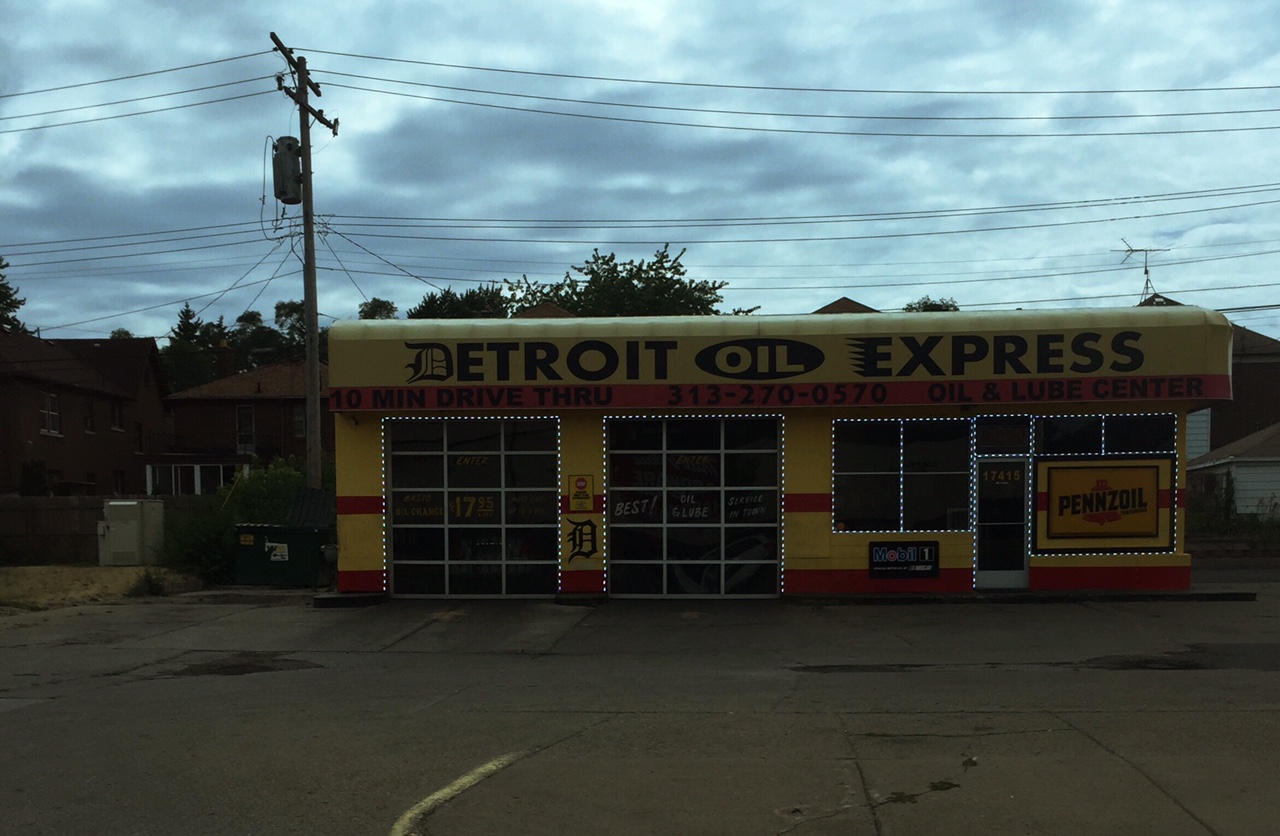 DETROIT OIL EXPRESS
10 MIN DRIVE THRU 313-270-0570 OIL & LUBE CENTER
ENTER
ENTER
BASIC
OIL CHANGE $17.95
BEST! OIL & LUBE SERVICE IN TOWN
D
17415
PENNZOIL
Mobil 1